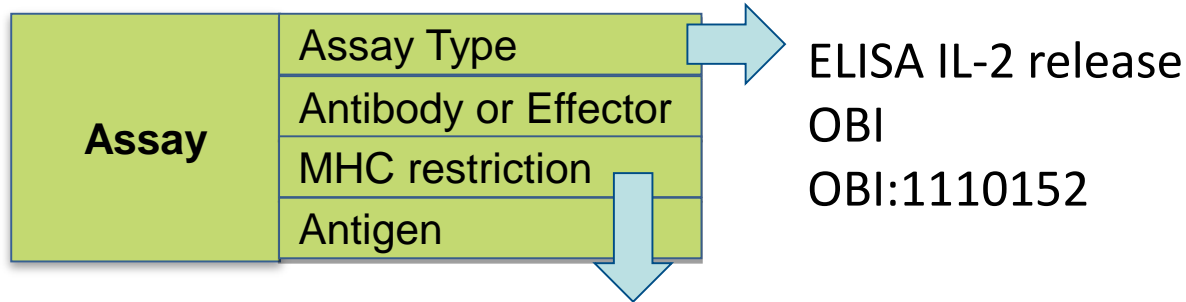 Assay
Assay Type
Antibody or Effector
MHC restriction
Antigen
ELISA IL-2 release
OBI
OBI:1110152